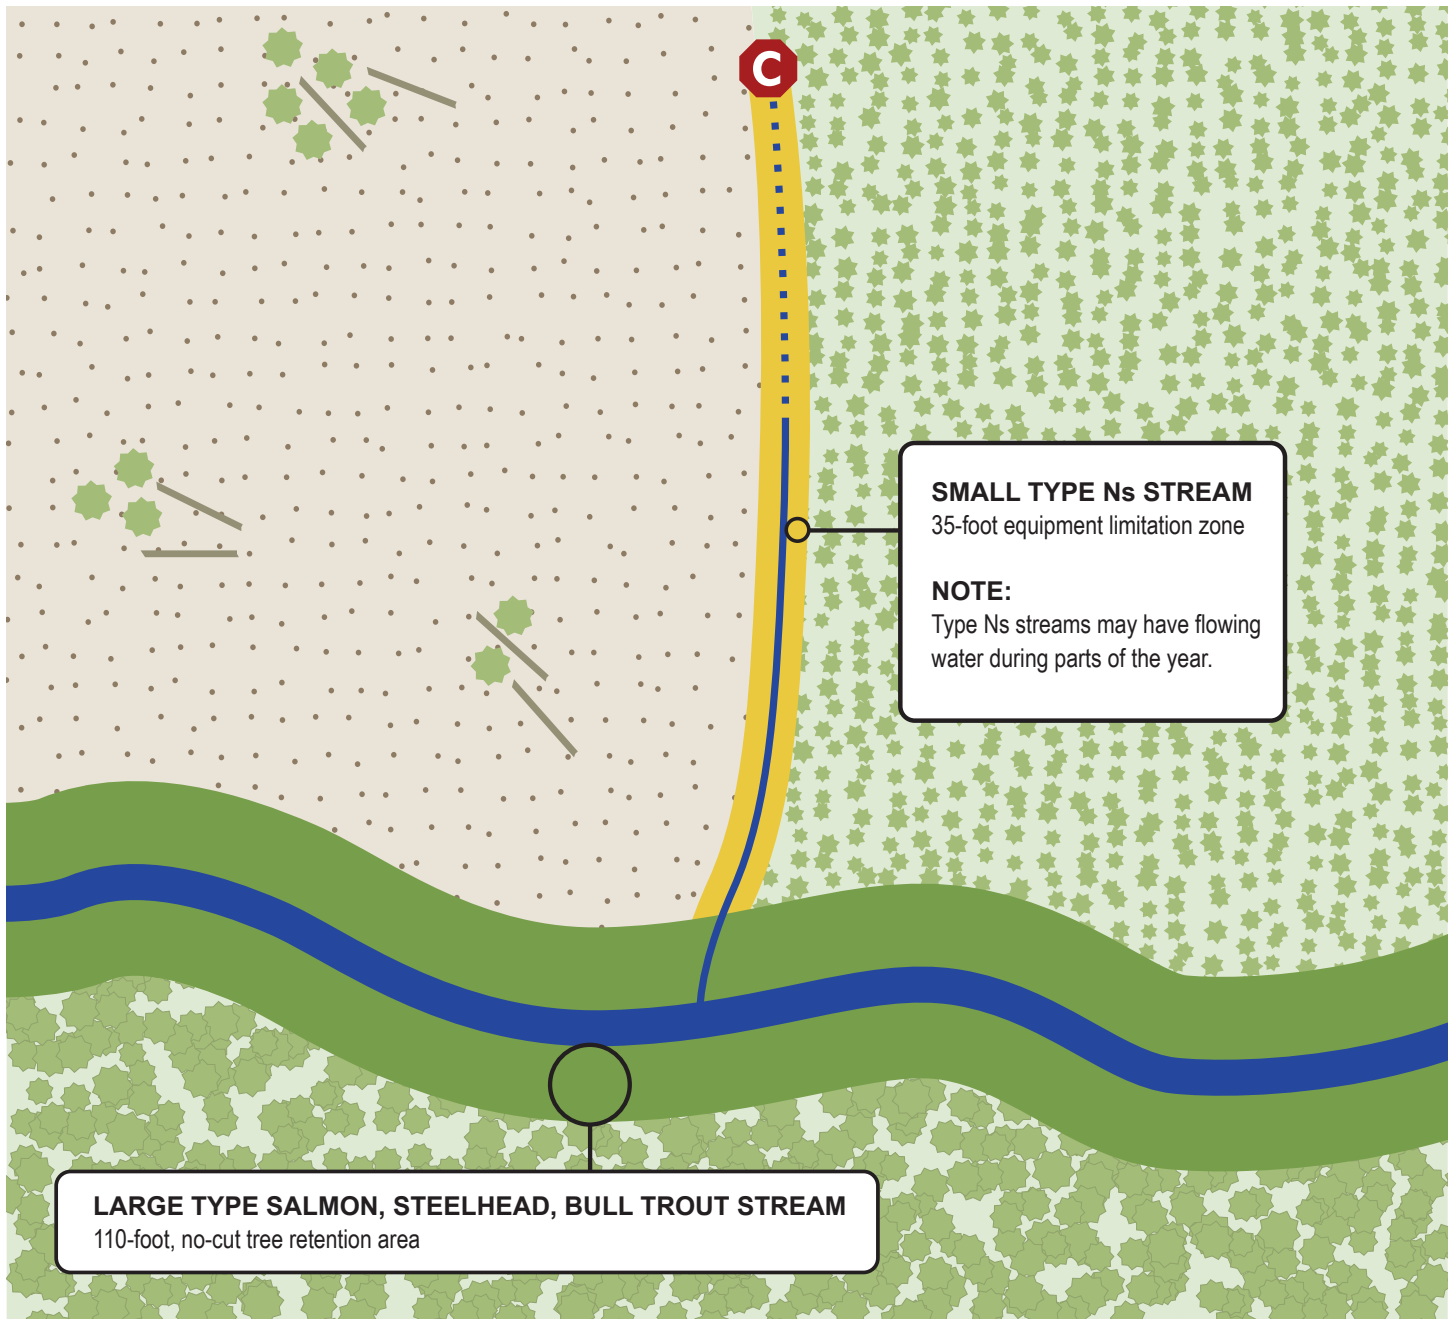 C
SMALL TYPE Ns STREAM
35-foot equipment limitation zone
NOTE:
Type Ns streams may have flowing
water during parts of the year.
LARGE TYPE SALMON, STEELHEAD, BULL TROUT STREAM
110-foot, no-cut tree retention area